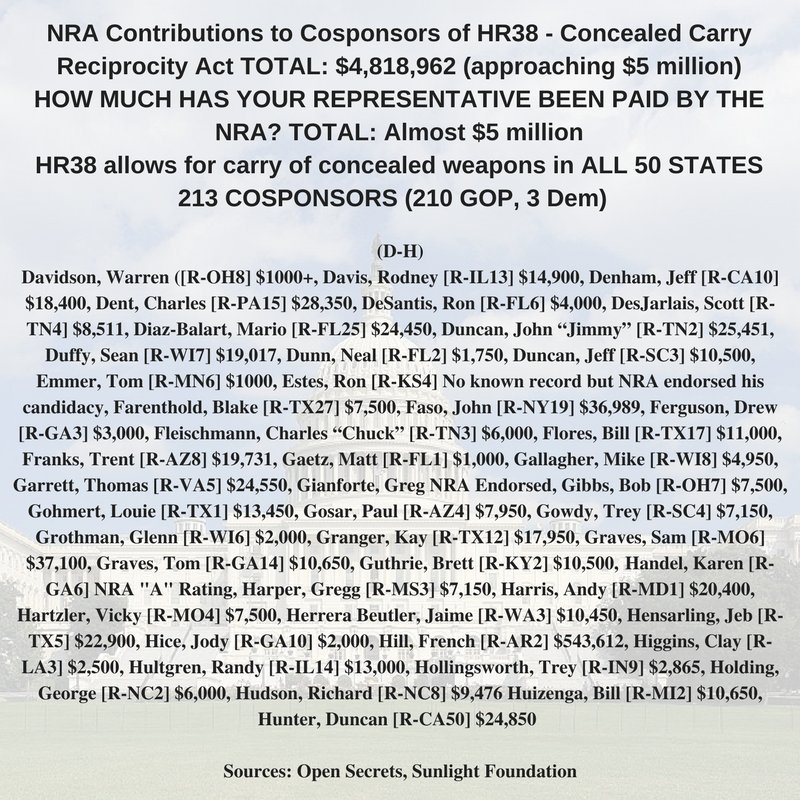 NRA Contributions to Cosponsors of HR38 - Concealed Carry
Reciprocity Act TOTAL: $4,818,962 (approaching $5 million)
HOW MUCH HAS YOUR REPRESENTATIVE BEEN PAID BY THE
NRA? TOTAL: Almost $5 million
HR38 allows for carry of concealed weapons in ALL 50 STATES
213 COSPONSORS (210 GOP, 3 Dem)
(D-H)
Davidson, Warren ([R-OH8] $1000+, Davis, Rodney [R-IL13] $14,900, Denham, Jeff [R-CA10]
$18,400, Dent, Charles [R-PA15] $28,350, DeSantis, Ron [R-FL6] $4,000, DesJarlais, Scott [R-
TN4] $8,511, Diaz-Balart, Mario [R-FL25] $24,450, Duncan, John “Jimmy” [R-TN2] $25,451,
Duffy, Sean [R-WI7] $19,017, Dunn, Neal [R-FL2] $1,750, Duncan, Jeff [R-SC3] $10,500,
Emmer, Tom [R-MN6] $1000, Estes, Ron [R-KS4] No known record but NRA endorsed his
candidacy, Farenthold, Blake [R-TX27] $7,500, Faso, John [R-NY19] $36,989, Ferguson, Drew
[R-GA3] $3,000, Fleischmann, Charles “Chuck” [R-TN3] $6,000, Flores, Bill [R-TX17] $11,000,
Franks, Trent [R-AZ8] $19,731, Gaetz, Matt [R-FL1] $1,000, Gallagher, Mike [R-WI8] $4,950,
Garrett, Thomas [R-VA5] $24,550, Gianforte, Greg NRA Endorsed, Gibbs, Bob [R-OH7] $7,500,
Gohmert, Louie [R-TX1] $13,450, Gosar, Paul [R-AZ4] $7,950, Gowdy, Trey [R-SC4] $7,150,
Grothman, Glenn [R-WI6] $2,000, Granger, Kay [R-TX12] $17,950, Graves, Sam [R-MO6]
$37,100, Graves, Tom [R-GA14] $10,650, Guthrie, Brett [R-KY2] $10,500, Handel, Karen [R-
GA6] NRA "A" Rating, Harper, Gregg [R-MS3] $7,150, Harris, Andy [R-MD1] $20,400,
Hartzler, Vicky [R-MO4] $7,500, Herrera Beutler, Jaime [R-WA3] $10,450, Hensarling, Jeb [R-
TX5] $22,900, Hice, Jody [R-GA10] $2,000, Hill, French [R-AR2] $543,612, Higgins, Clay [R-
LA3] $2,500, Hultgren, Randy [R-IL14] $13,000, Hollingsworth, Trey [R-IN9] $2,865, Holding,
George [R-NC2] $6,000, Hudson, Richard [R-NC8] $9,476 Huizenga, Bill [R-MI2] $10,650,
Hunter, Duncan [R-CA50] $24,850
Sources: Open Secrets, Sunlight Foundation